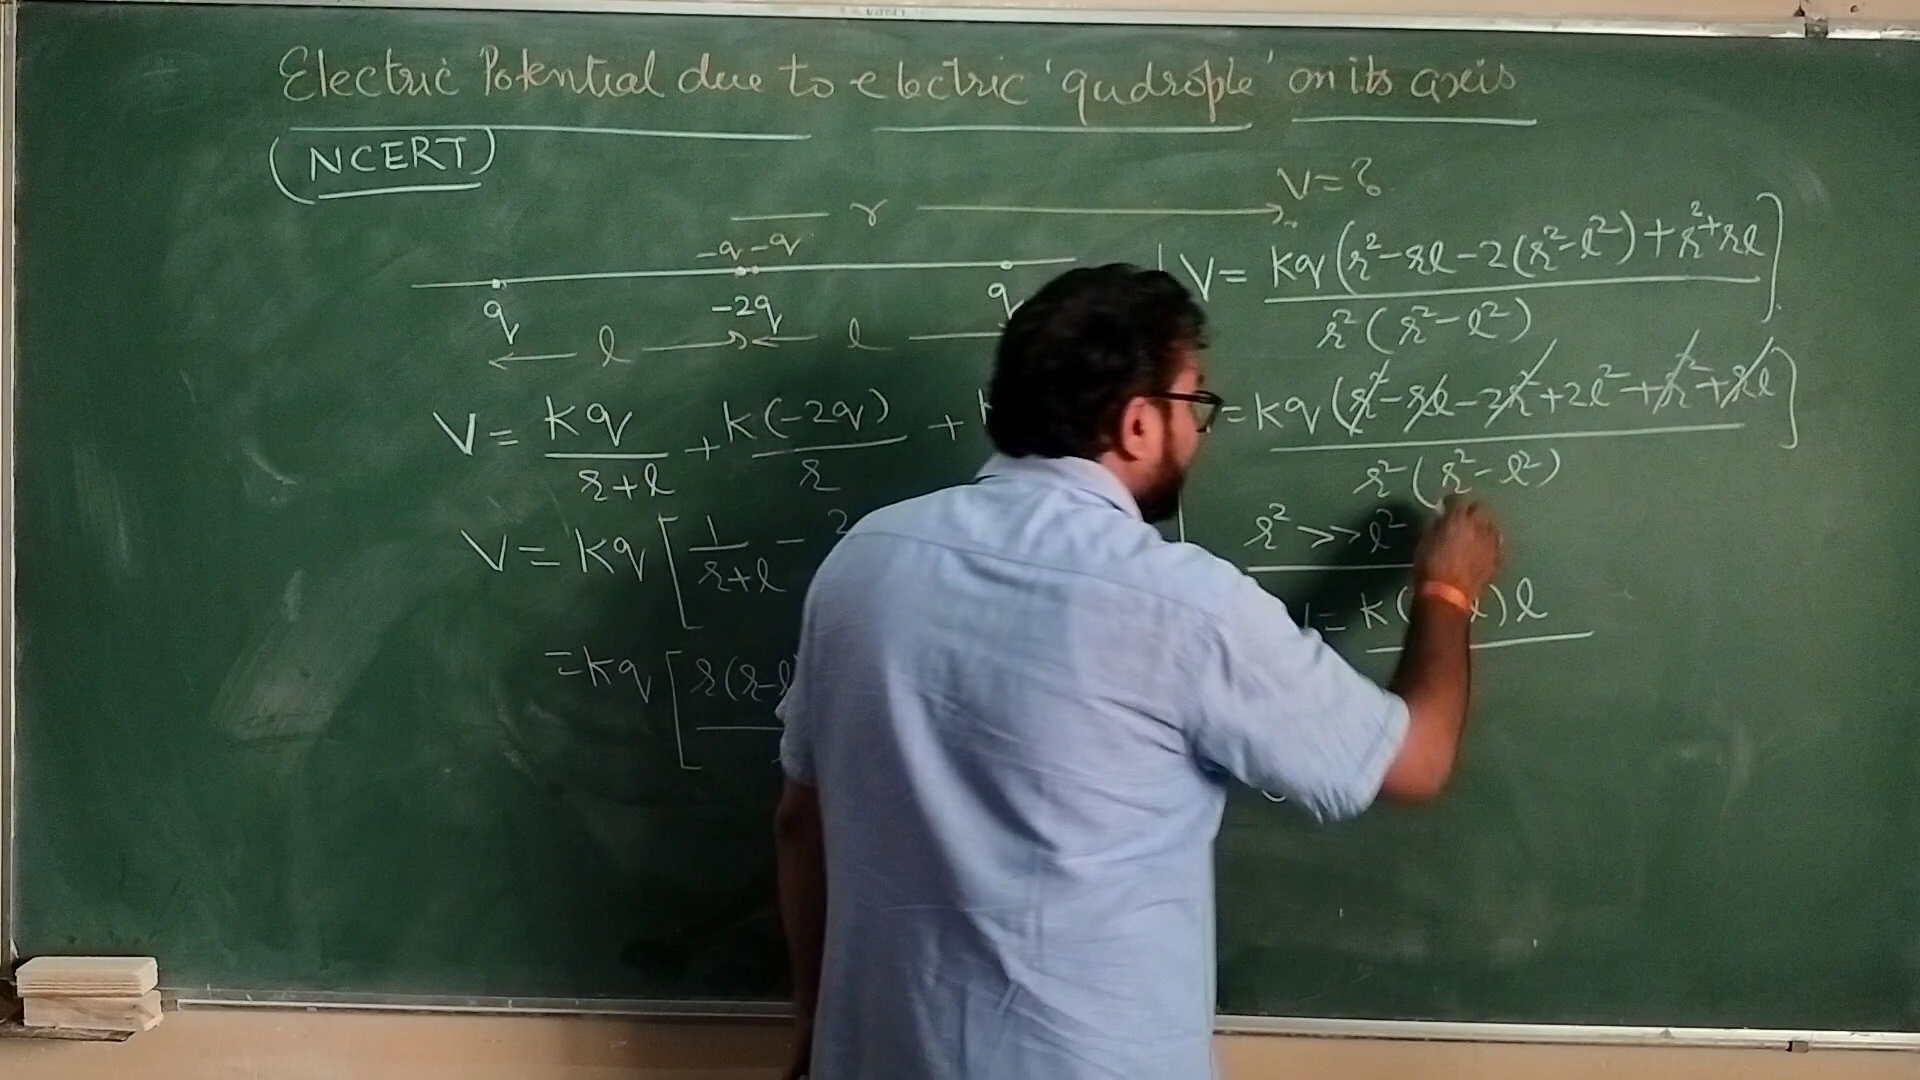 Electric Potential due to electric 'qudrople' on its axis
(NCERT)
V=?
r
-q -q
q -2q q
l l
V = kq/(r+l) + k(-2q)/r + k
V = kq [1/(r+l) - 2
= kq [r(r-l
V = kq(r²-rl-2(r²-l²)+r²+rl]/r²(r²-l²)
= kq(r²-rl-2r²+2l²+r²+rl]/r²(r²-l²)
r² >> l²
= k( l) l